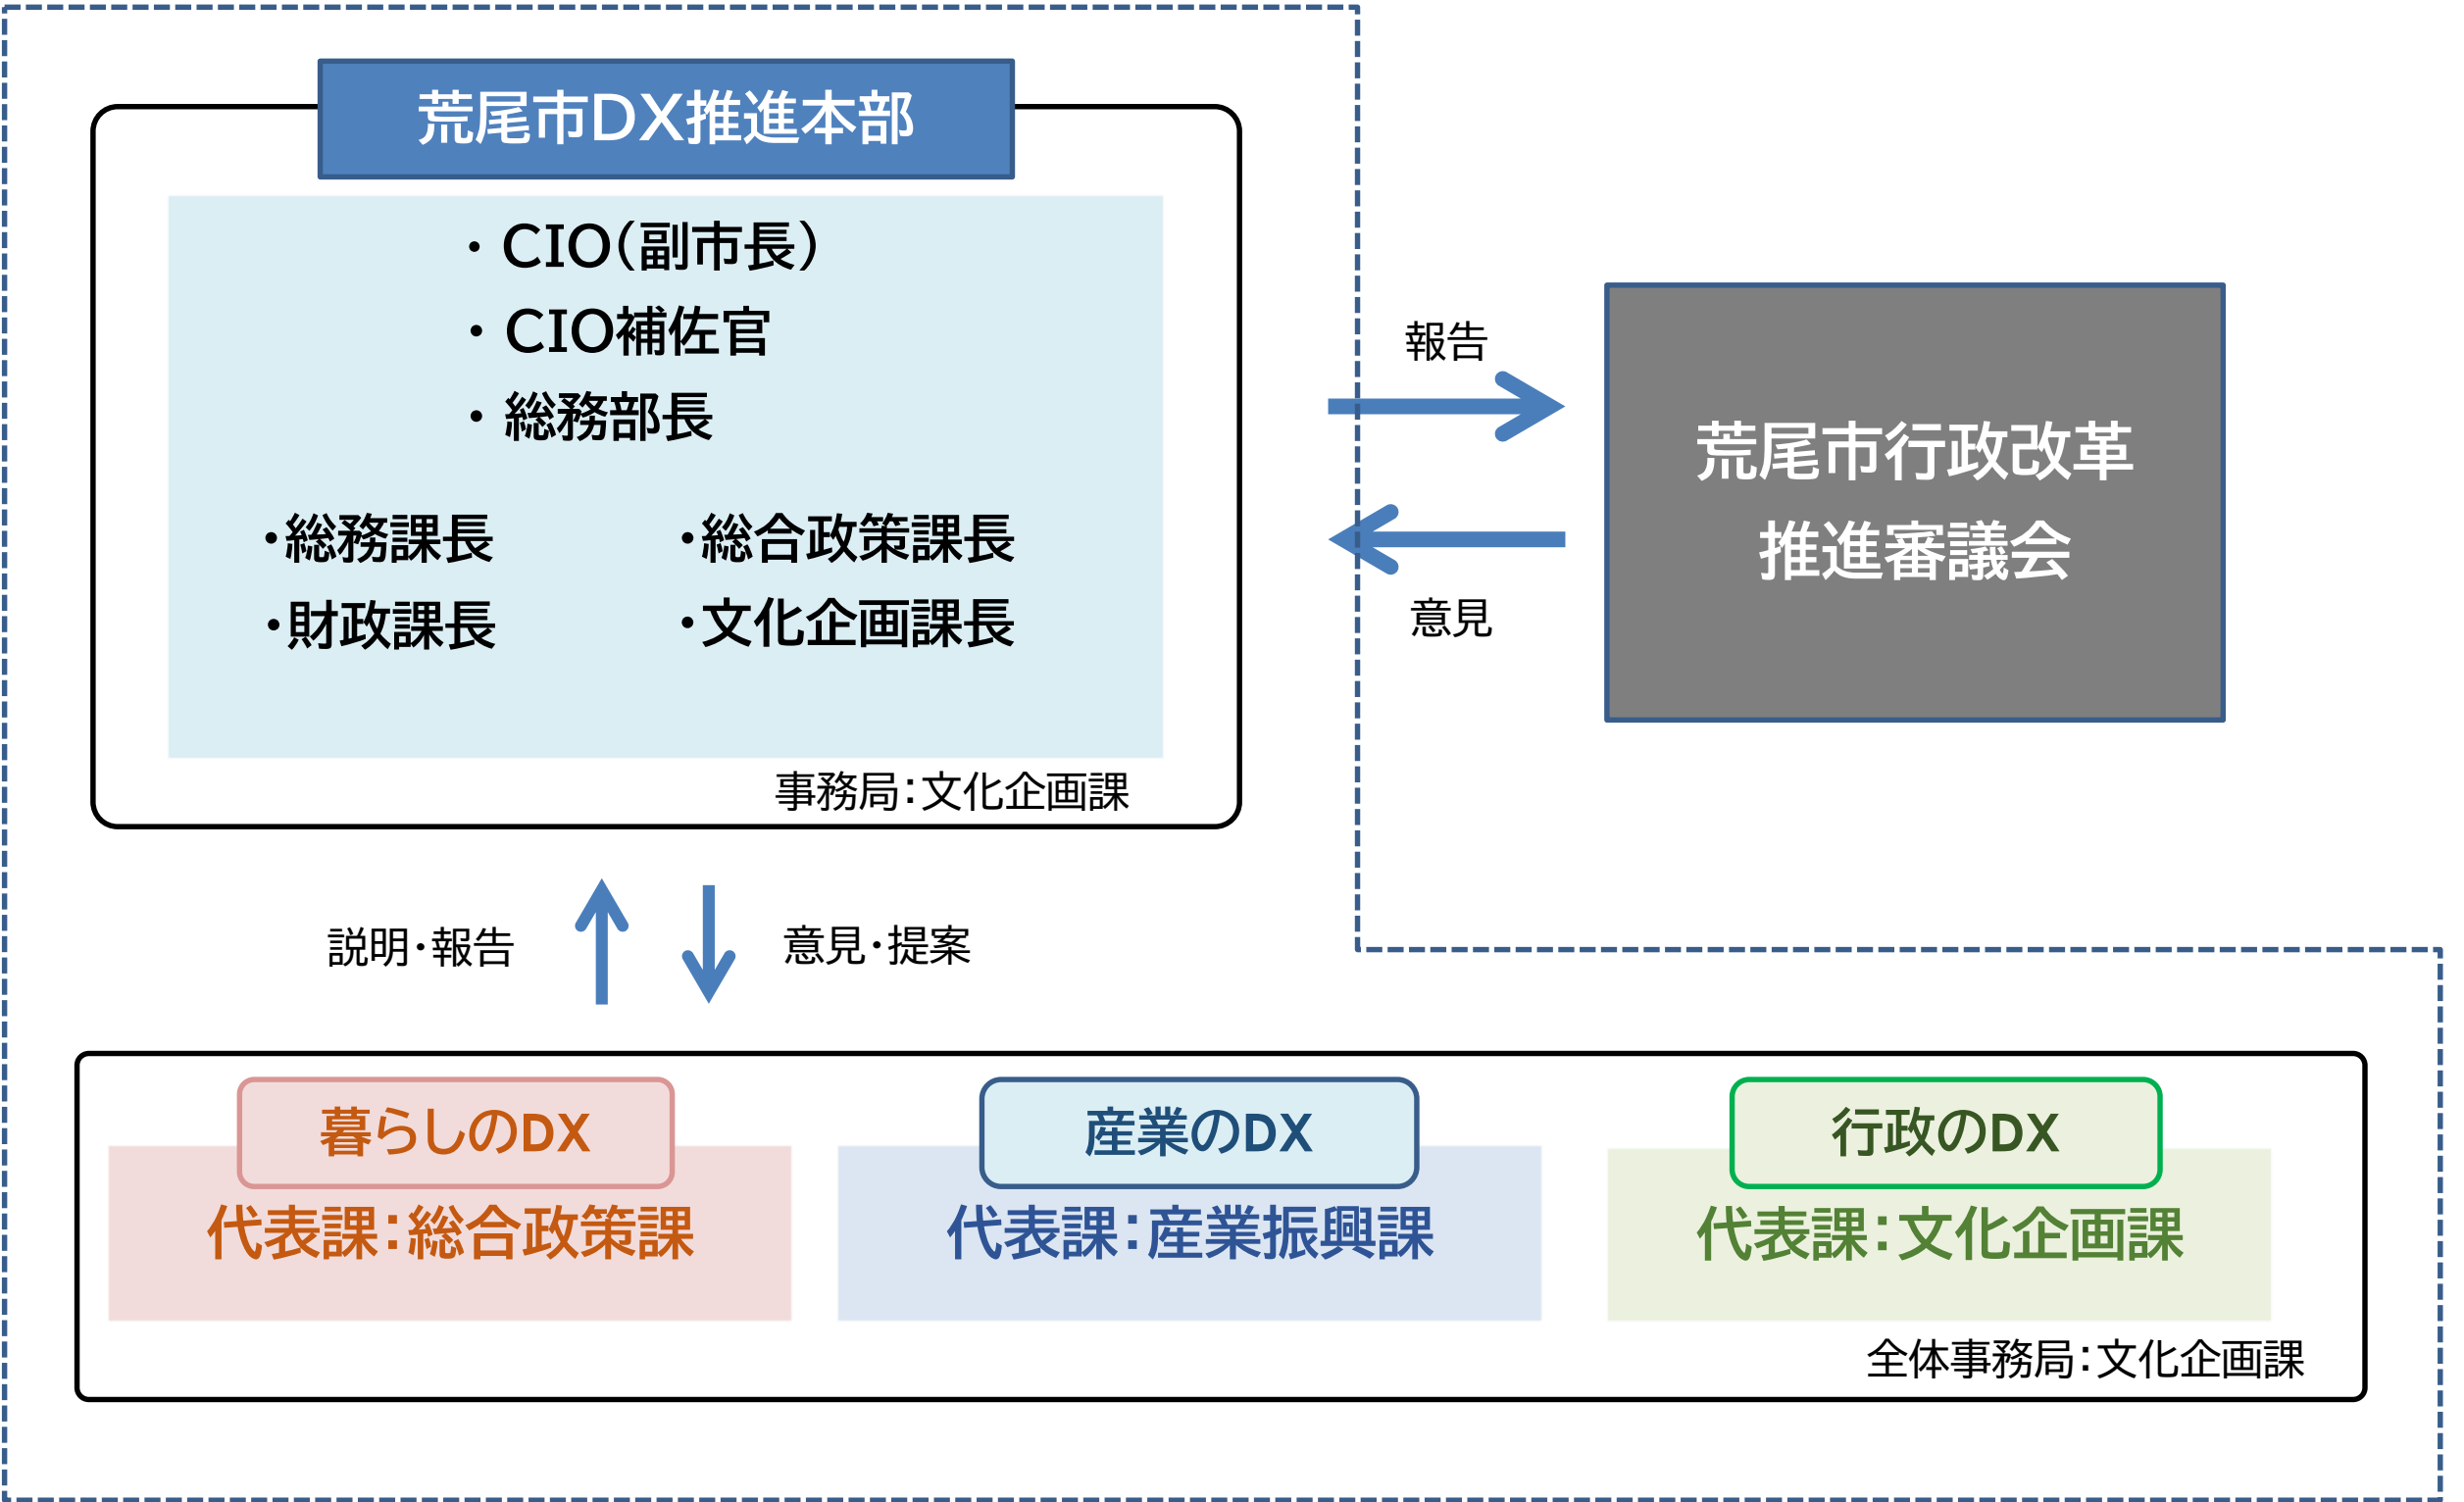 荒尾市DX推進本部
・CIO(副市長)
・CIO補佐官
・総務部長
・総務課長　・総合政策課長
・財政課長　・文化企画課長
事務局：文化企画課
報告
意見
荒尾市行政改革
推進審議会
説明・報告
意見・提案
暮らしのDX
代表課：総合政策課
産業のDX
代表課：産業振興課
行政のDX
代表課：文化企画課
全体事務局：文化企画課